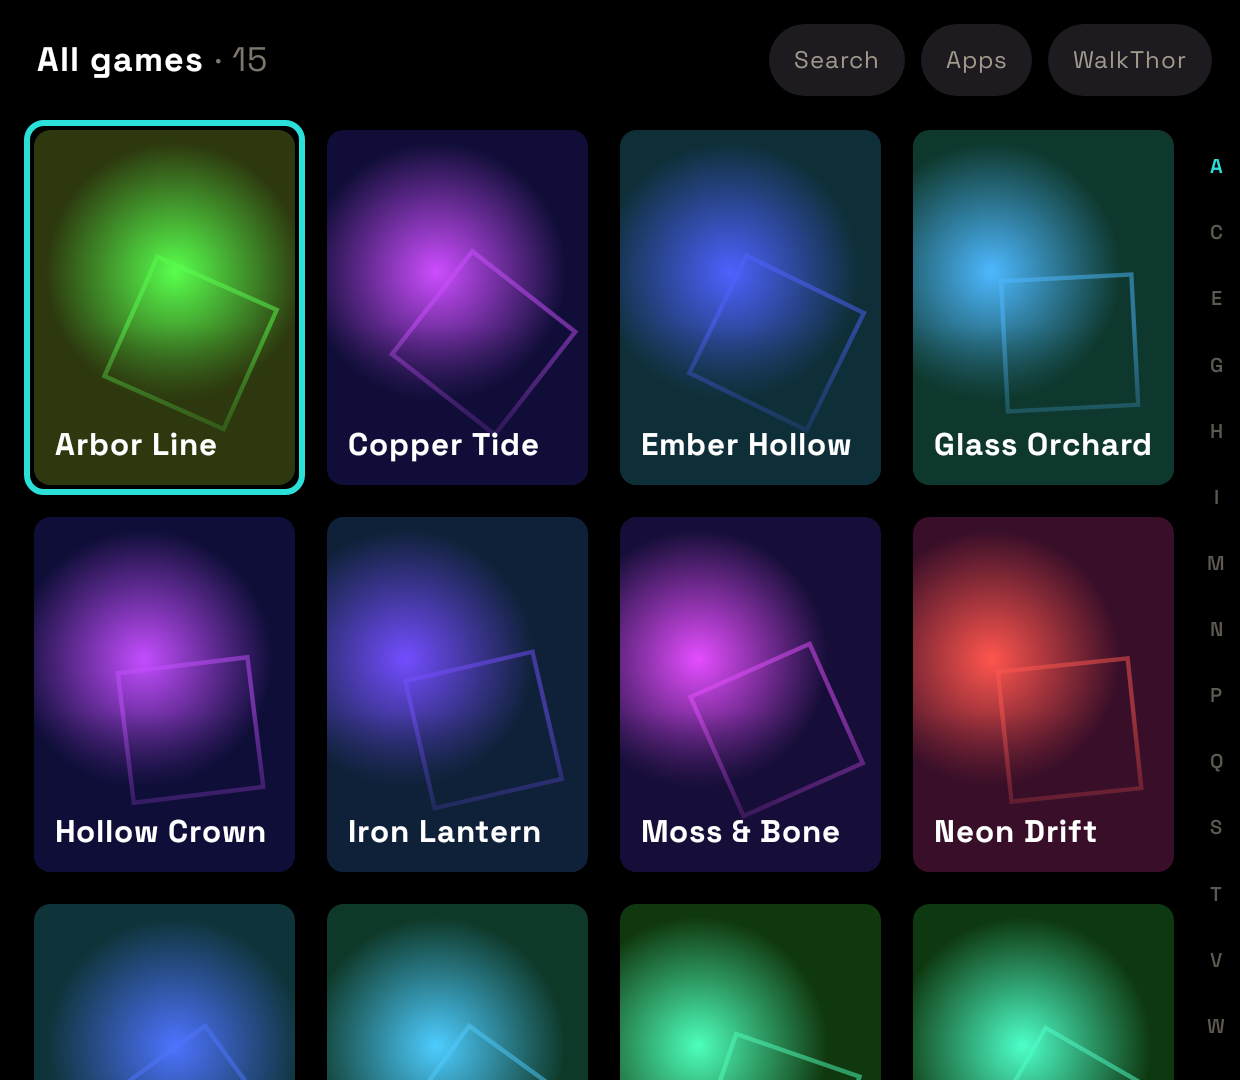 All games · 15
Search
Apps
WalkThor
Arbor Line
Copper Tide
Ember Hollow
Glass Orchard
Hollow Crown
Iron Lantern
Moss & Bone
Neon Drift
A
C
E
G
H
I
M
N
P
Q
S
T
V
W